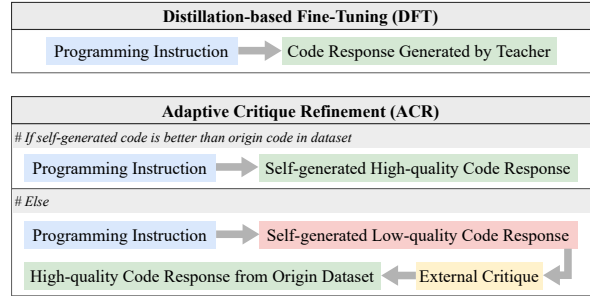 Distillation-based Fine-Tuning (DFT)
Programming Instruction Code Response Generated by Teacher
Adaptive Critique Refinement (ACR)
# If self-generated code is better than origin code in dataset
Programming Instruction Self-generated High-quality Code Response
# Else
Programming Instruction Self-generated Low-quality Code Response
High-quality Code Response from Origin Dataset External Critique